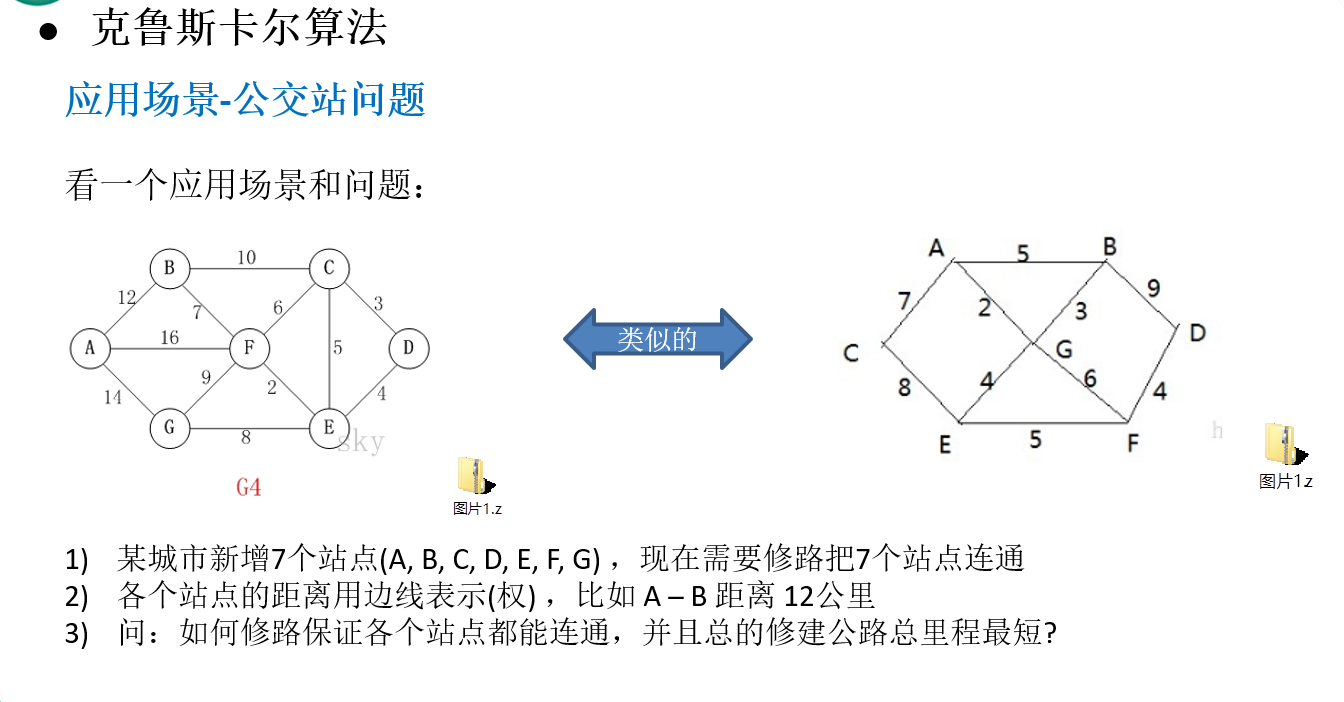 ● 克鲁斯卡尔算法
应用场景-公交站问题
看一个应用场景和问题：
B 10 C
12 7 6 3
A 16 F 5 D
14 9 2 4
G 8 E
sky
G4
图片1.z
类似的
A 5 B
7 2 3 9
C G D
8 4 6 4
E 5 F
h
图片1.z
1) 某城市新增7个站点(A, B, C, D, E, F, G) ，现在需要修路把7个站点连通
2) 各个站点的距离用边线表示(权) ，比如 A – B 距离 12公里
3) 问：如何修路保证各个站点都能连通，并且总的修建公路总里程最短?